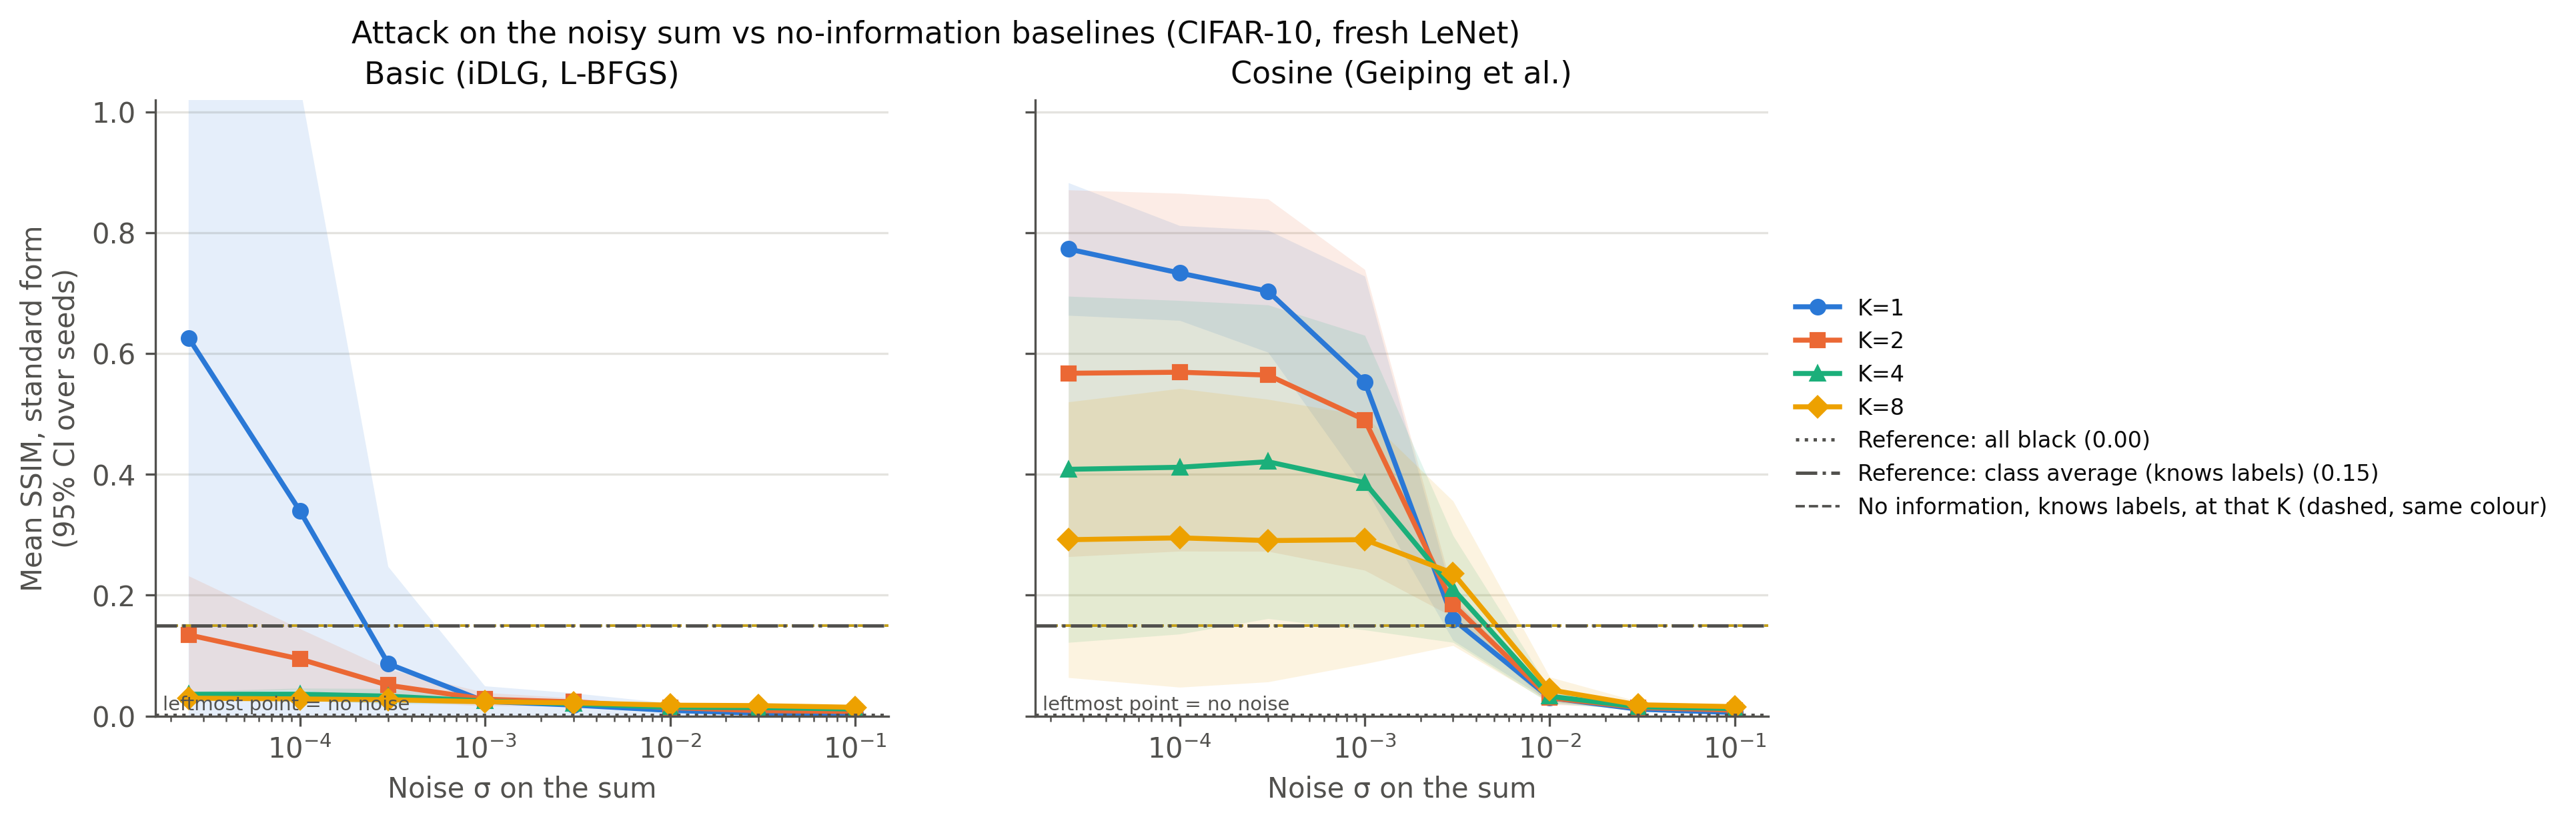 Attack on the noisy sum vs no-information baselines (CIFAR-10, fresh LeNet)
Basic (iDLG, L-BFGS)
Cosine (Geiping et al.)
Mean SSIM, standard form
(95% CI over seeds)
1.0
0.8
0.6
0.4
0.2
0.0
leftmost point = no noise
10⁻⁴
10⁻³
10⁻²
10⁻¹
Noise σ on the sum
leftmost point = no noise
10⁻⁴
10⁻³
10⁻²
10⁻¹
Noise σ on the sum
K=1
K=2
K=4
K=8
Reference: all black (0.00)
Reference: class average (knows labels) (0.15)
No information, knows labels, at that K (dashed, same colour)